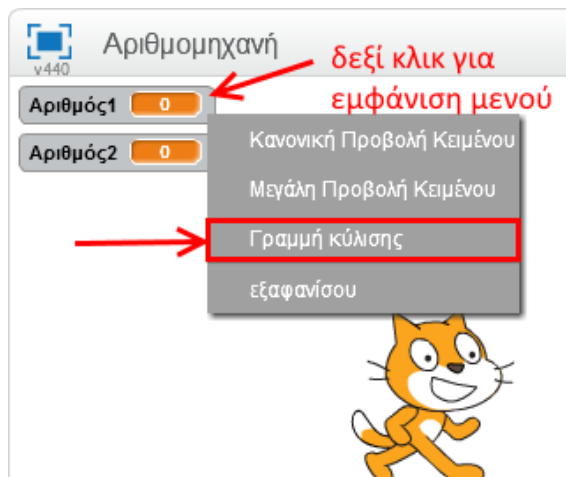 Αριθμομηχανή
v440
δεξί κλικ για
εμφάνιση μενού
Αριθμός1 0
Αριθμός2 0
Κανονική Προβολή Κειμένου
Μεγάλη Προβολή Κειμένου
Γραμμή κύλισης
εξαφανίσου